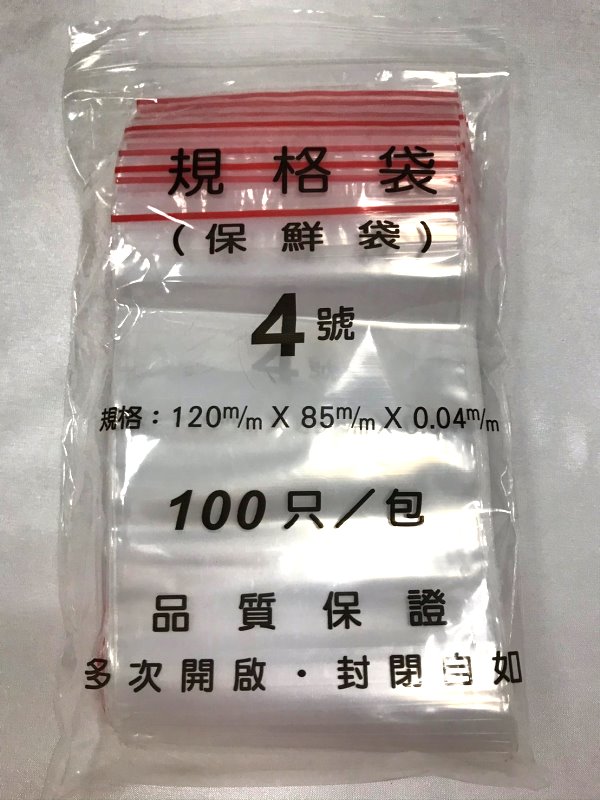 規格袋
(保鮮袋)
4號
規格：120m/m X 85m/m X 0.04m/m
100只／包
品質保證
多次開啟・封閉自如